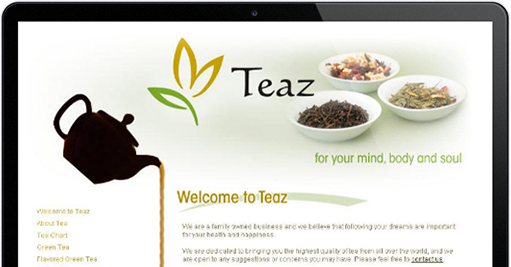 Teaz
for your mind, body and soul
Welcome to Teaz
Welcome to Teaz
About Tea
Tea Chart
Green Tea
Flavored Green Tea
We are a family owned business and we believe that following your dreams are important
for your health and happiness.
We are dedicated to bringing you the highest quality of tea from all over the world, and we
are open to any suggestions or concerns you may have. Please feel free to contact us.